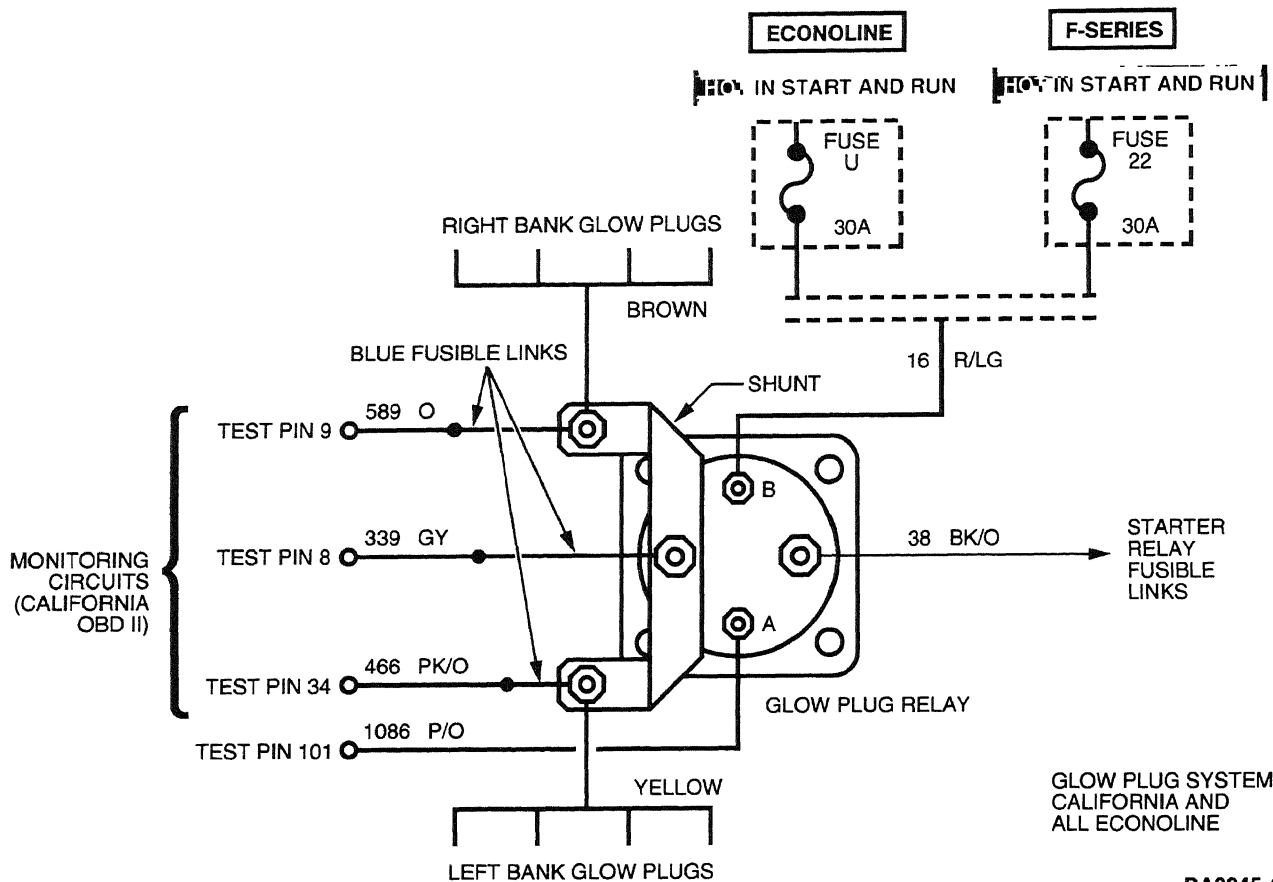 ECONOLINE
F-SERIES
HOT IN START AND RUN
HOT IN START AND RUN
FUSE
U
30A
FUSE
22
30A
RIGHT BANK GLOW PLUGS
BROWN
BLUE FUSIBLE LINKS
16 R/LG
SHUNT
TEST PIN 9
589 O
B
TEST PIN 8
339 GY
38 BK/O
STARTER
RELAY
FUSIBLE
LINKS
MONITORING
CIRCUITS
(CALIFORNIA
OBD II)
A
TEST PIN 34
466 PK/O
GLOW PLUG RELAY
TEST PIN 101
1086 P/O
YELLOW
GLOW PLUG SYSTEM
CALIFORNIA AND
ALL ECONOLINE
LEFT BANK GLOW PLUGS